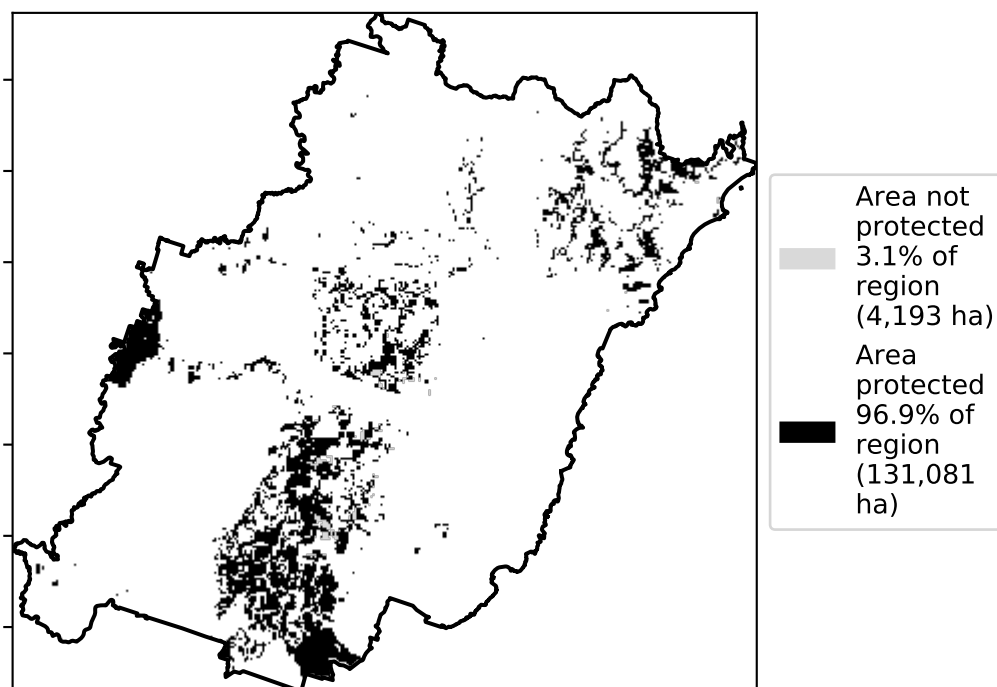 Area not
protected
3.1% of
region
(4,193 ha)
Area
protected
96.9% of
region
(131,081
ha)